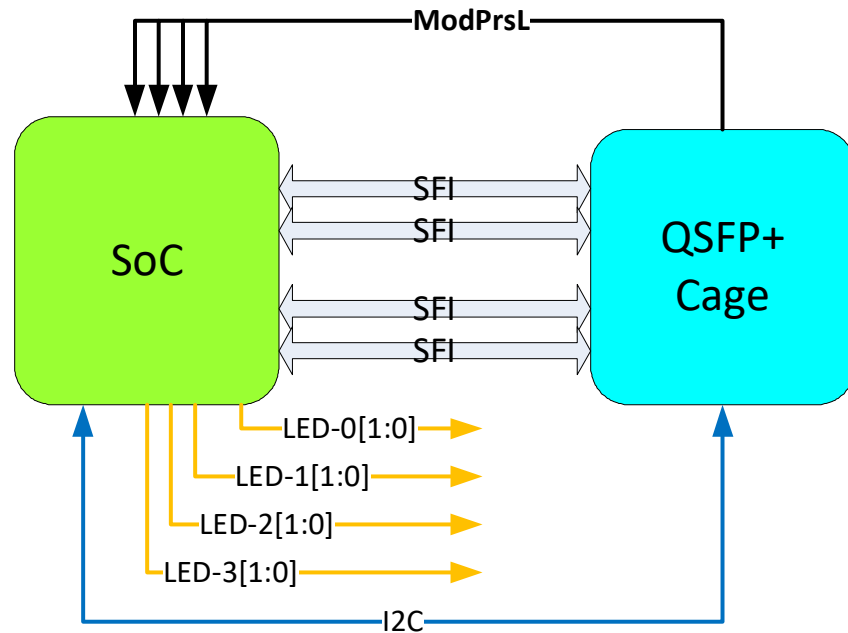 ModPrsL
SoC
SFI
SFI
SFI
SFI
QSFP+
Cage
LED-0[1:0]
LED-1[1:0]
LED-2[1:0]
LED-3[1:0]
I2C